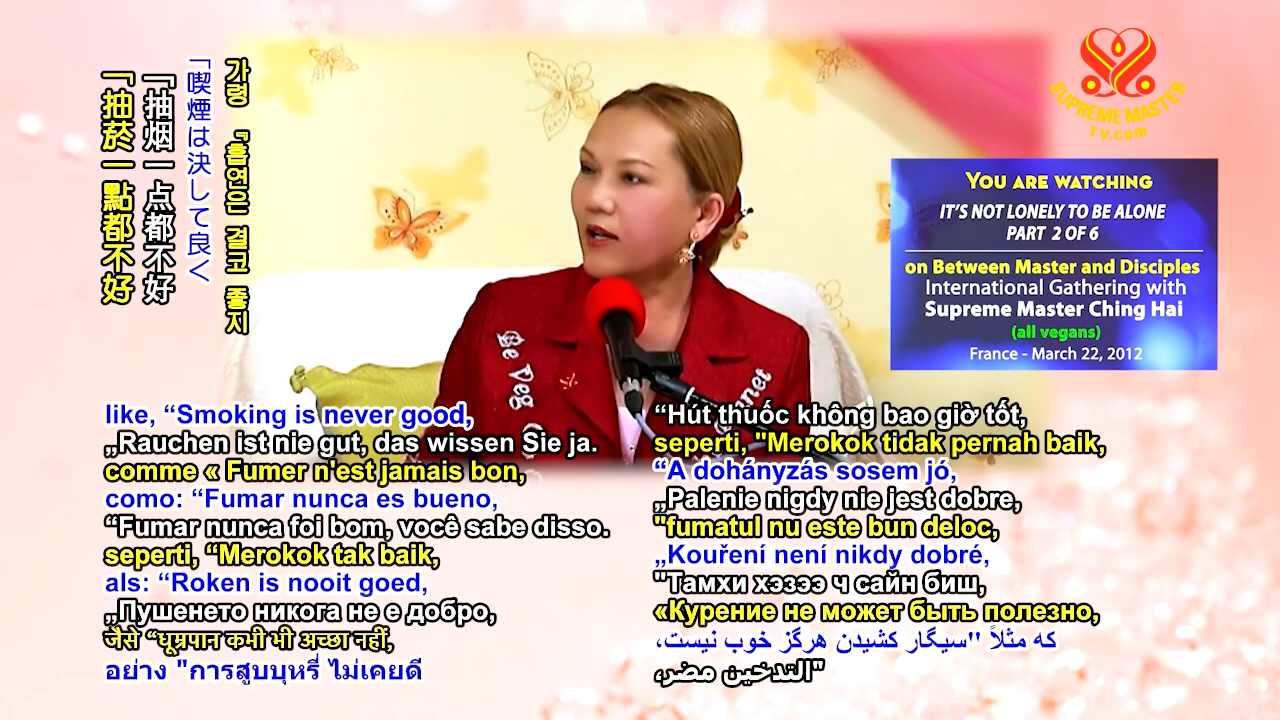 가령 『흡연은 결코 좋지
「喫煙は決して良く
「抽烟一点都不好
「抽菸一點都不好
SUPREME MASTER
TV.com
YOU ARE WATCHING
IT'S NOT LONELY TO BE ALONE
PART 2 OF 6
on Between Master and Disciples
International Gathering with
Supreme Master Ching Hai
(all vegans)
France - March 22, 2012
Be Veg
like, “Smoking is never good,
„Rauchen ist nie gut, das wissen Sie ja.
comme « Fumer n'est jamais bon,
como: “Fumar nunca es bueno,
“Fumar nunca foi bom, você sabe disso.
seperti, “Merokok tak baik,
als: “Roken is nooit goed,
„Пушенето никога не е добро,
जैसे “धूम्रपान कभी भी अच्छा नहीं,
อย่าง "การสูบบุหรี่ ไม่เคยดี
“Hút thuốc không bao giờ tốt,
seperti, "Merokok tidak pernah baik,
“A dohányzás sosem jó,
„Palenie nigdy nie jest dobre,
"fumatul nu este bun deloc,
„Kouření není nikdy dobré,
"Тамхи хэзээ ч сайн биш,
«Курение не может быть полезно,
که مثلاً "سیگار کشیدن هرگز خوب نیست،
"التدخين مضر،